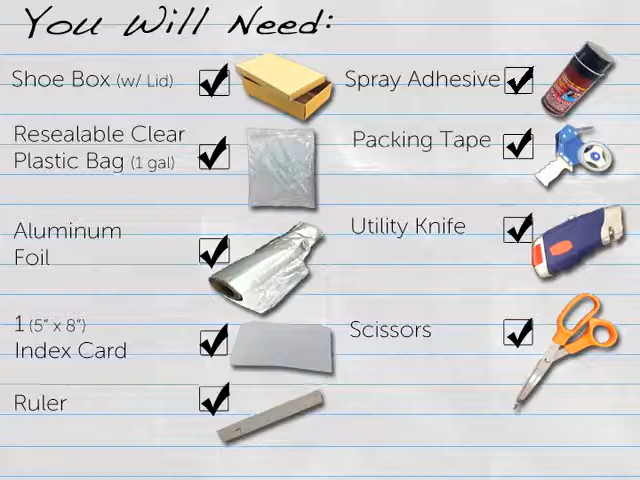 You Will Need:
Shoe Box (w/ Lid)
Resealable Clear
Plastic Bag (1 gal)
Aluminum
Foil
1 (5” x 8”)
Index Card
Ruler
Spray Adhesive
Packing Tape
Utility Knife
Scissors